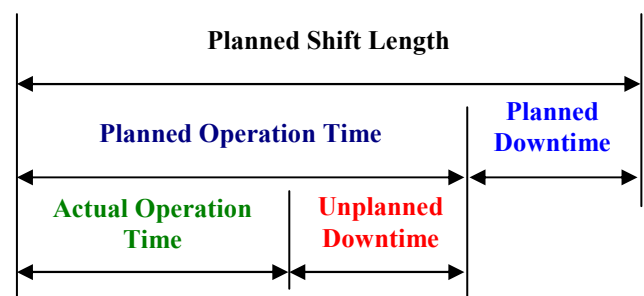 Planned Shift Length
Planned Operation Time
Planned
Downtime
Actual Operation
Time
Unplanned
Downtime